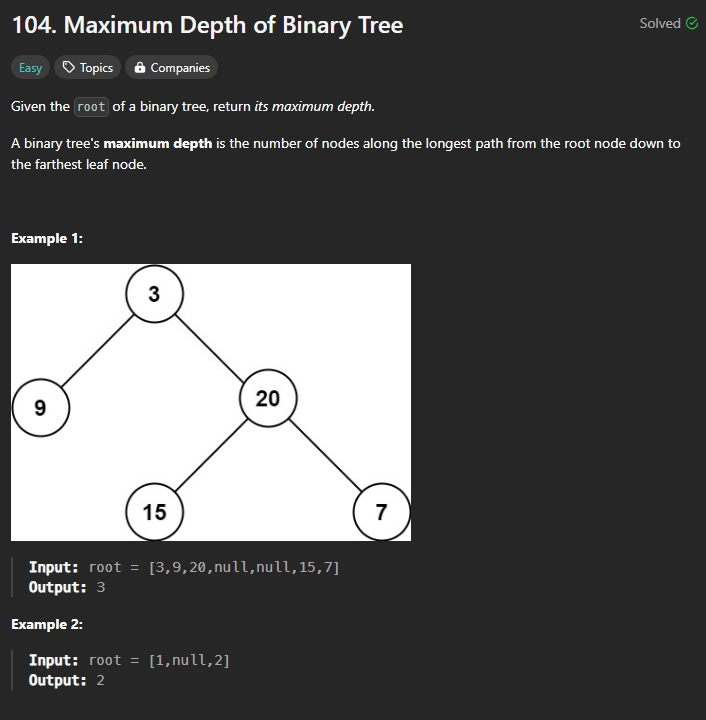 104. Maximum Depth of Binary Tree
Solved
Easy
Topics
Companies
Given the root of a binary tree, return its maximum depth.
A binary tree's maximum depth is the number of nodes along the longest path from the root node down to
the farthest leaf node.
Example 1:
3
9
20
15
7
Input: root = [3,9,20,null,null,15,7]
Output: 3
Example 2:
Input: root = [1,null,2]
Output: 2